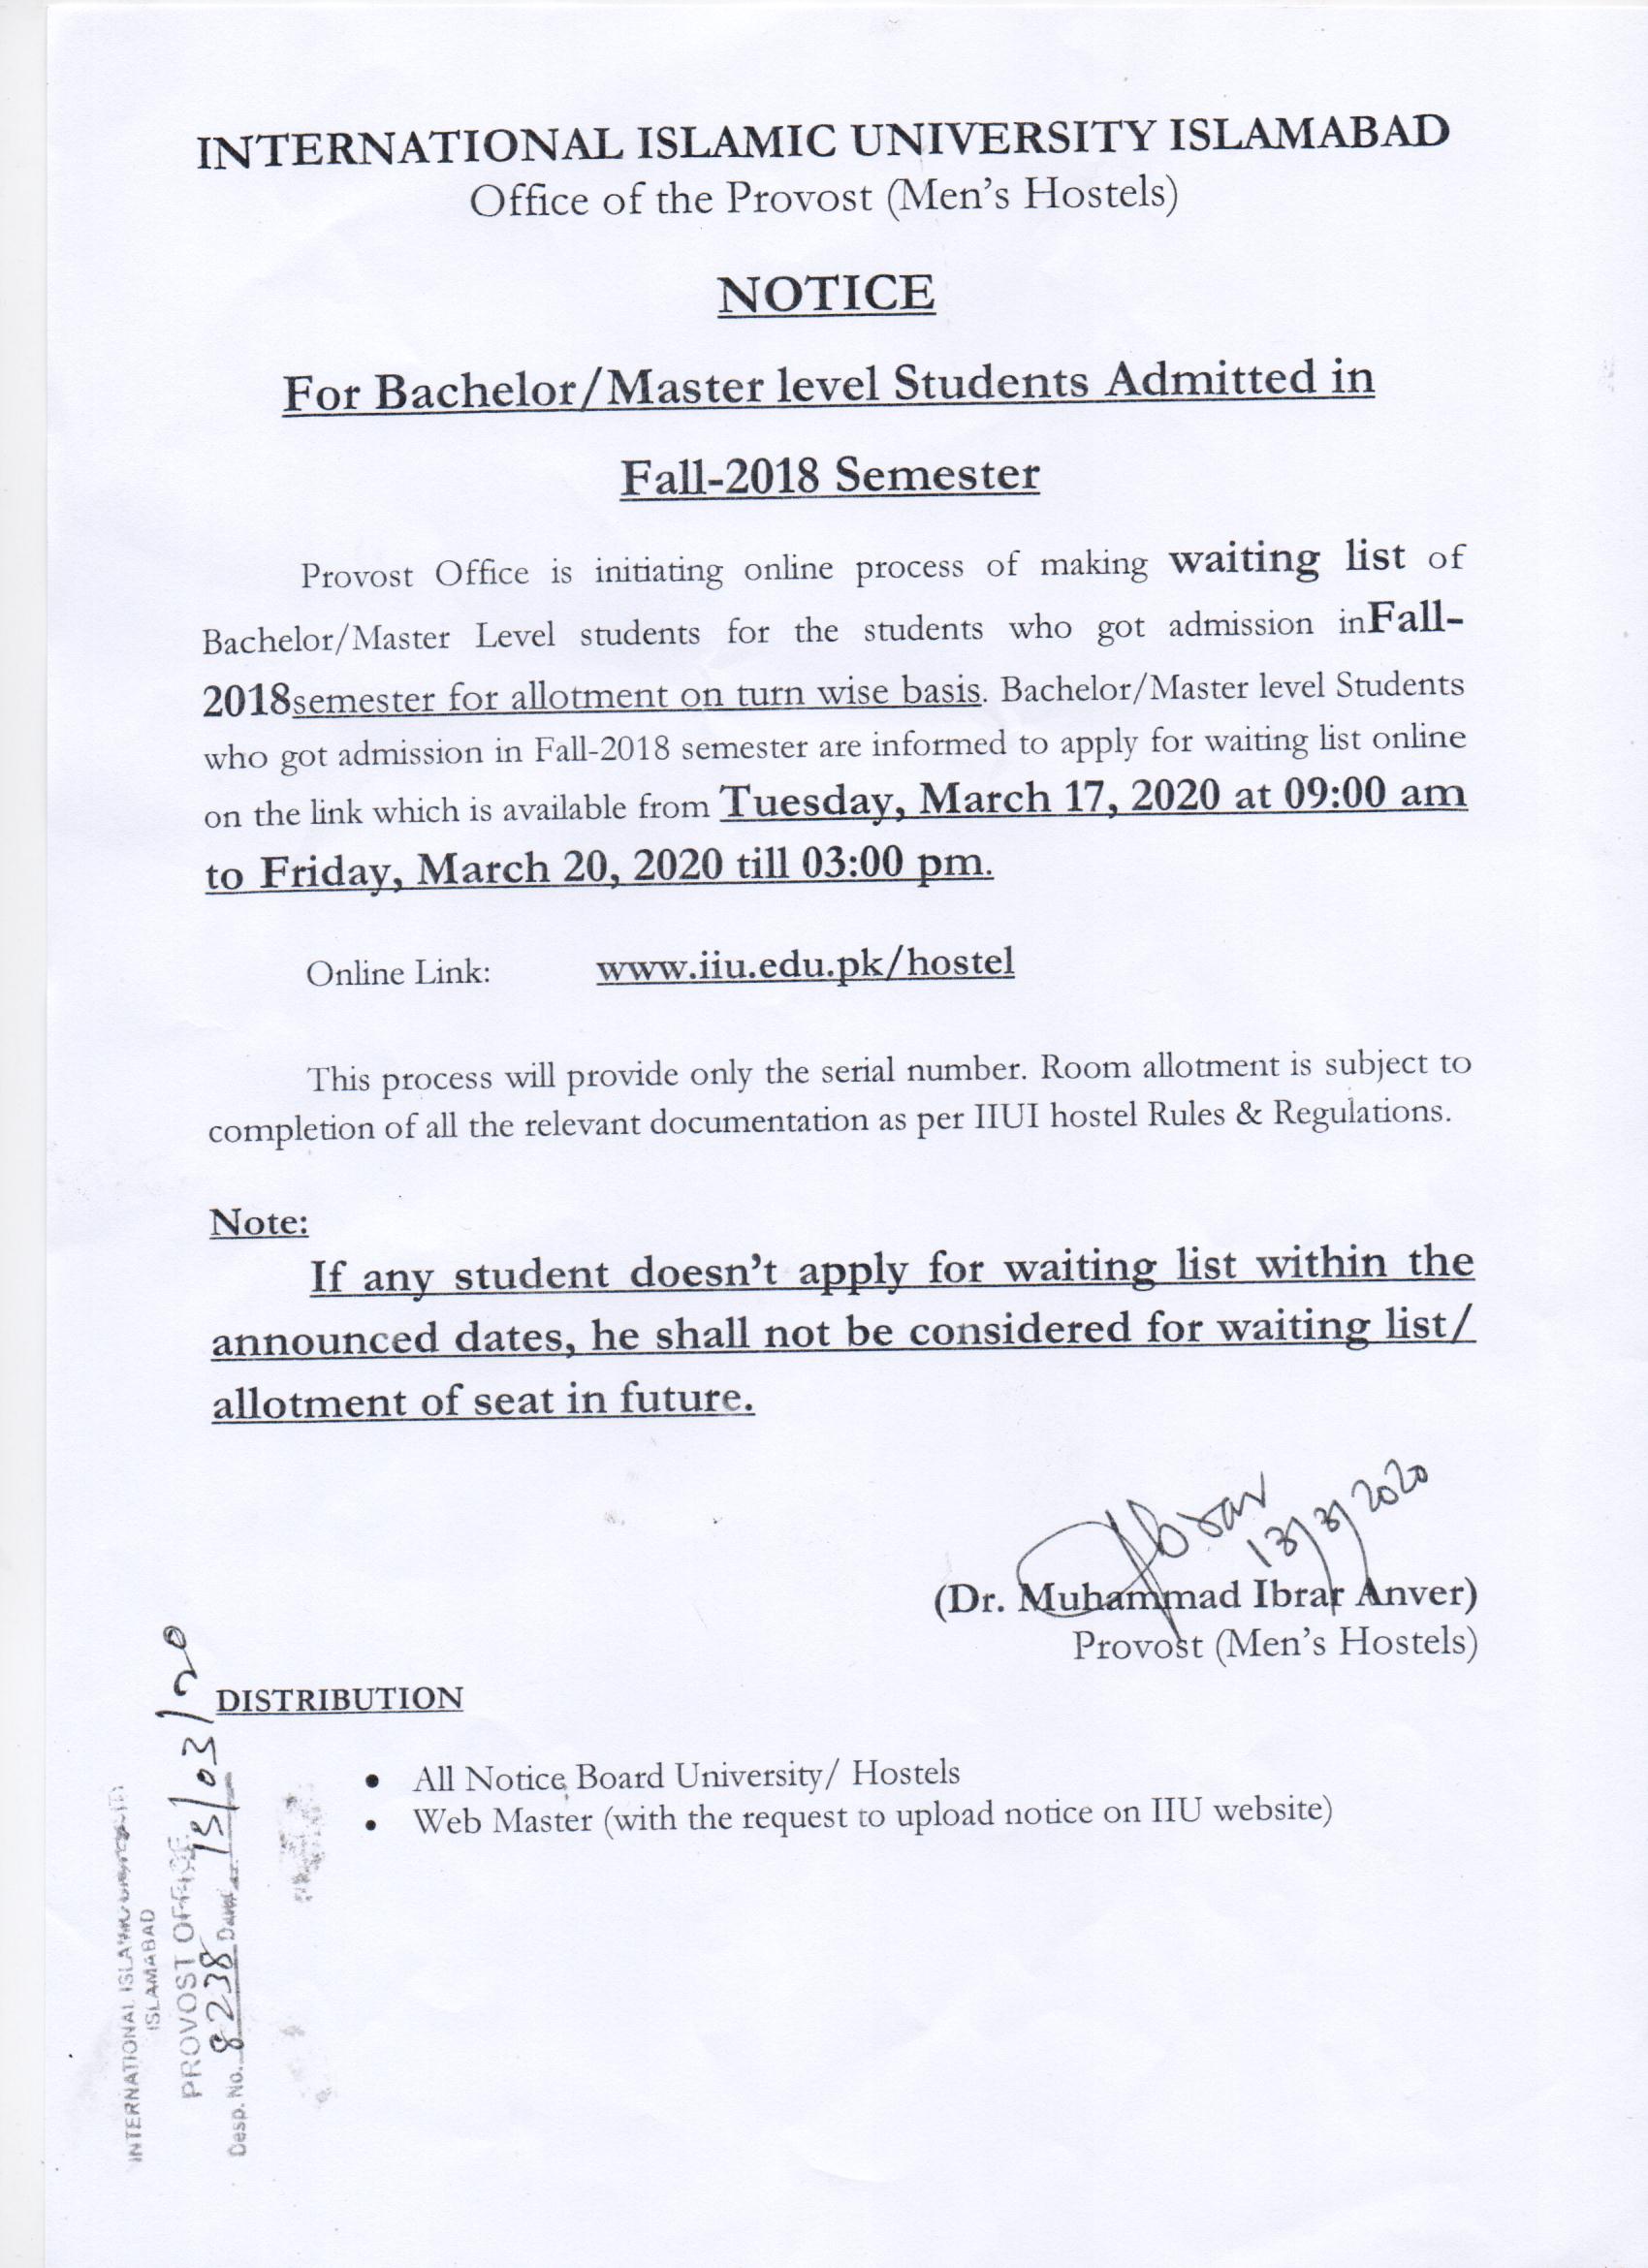 INTERNATIONAL ISLAMIC UNIVERSITY ISLAMABAD
Office of the Provost (Men's Hostels)
NOTICE
For Bachelor/Master level Students Admitted in
Fall-2018 Semester
Provost Office is initiating online process of making waiting list of
Bachelor/Master Level students for the students who got admission inFall-
2018semester for allotment on turn wise basis. Bachelor/Master level Students
who got admission in Fall-2018 semester are informed to apply for waiting list online
on the link which is available from Tuesday, March 17, 2020 at 09:00 am
to Friday, March 20, 2020 till 03:00 pm.
Online Link: www.iiu.edu.pk/hostel
This process will provide only the serial number. Room allotment is subject to
completion of all the relevant documentation as per IIUI hostel Rules & Regulations.
Note:
If any student doesn't apply for waiting list within the
announced dates, he shall not be considered for waiting list/
allotment of seat in future.
Ibrar
13/3/2020
(Dr. Muhammad Ibrar Anver)
Provost (Men's Hostels)
DISTRIBUTION
• All Notice Board University/ Hostels
• Web Master (with the request to upload notice on IIU website)
INTERNATIONAL
ISLAMABAD
PROVOST OFFICE
Desp. No. 8238 13/03/20